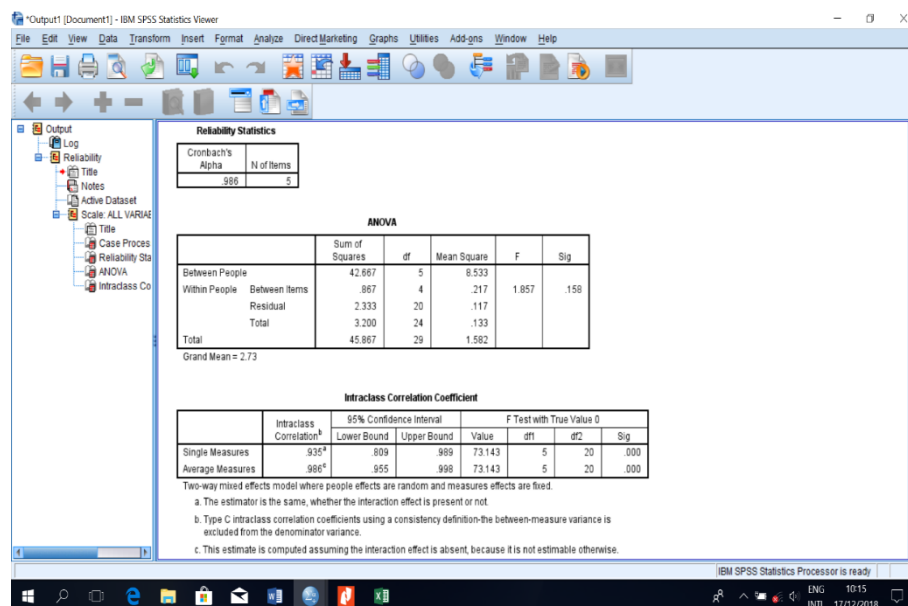 *Output1 [Document1] - IBM SPSS Statistics Viewer
File Edit View Data Transform Insert Format Analyze Direct Marketing Graphs Utilities Add-ons Window Help
Output
Log
Reliability
Title
Notes
Active Dataset
Scale: ALL VARIAE
Title
Case Proces
Reliability Sta
ANOVA
Intraclass Co
Reliability Statistics
Cronbach's Alpha N of Items
.986 5
ANOVA
Sum of Squares df Mean Square F Sig
Between People 42.667 5 8.533
Within People Between Items .867 4 .217 1.857 .158
Residual 2.333 20 .117
Total 3.200 24 .133
Total 45.867 29 1.582
Grand Mean = 2.73
Intraclass Correlation Coefficient
Intraclass Correlationb 95% Confidence Interval F Test with True Value 0
Lower Bound Upper Bound Value df1 df2 Sig
Single Measures .935a .809 .989 73.143 5 20 .000
Average Measures .986c .955 .998 73.143 5 20 .000
Two-way mixed effects model where people effects are random and measures effects are fixed.
a. The estimator is the same, whether the interaction effect is present or not.
b. Type C intraclass correlation coefficients using a consistency definition-the between-measure variance is
excluded from the denominator variance.
c. This estimate is computed assuming the interaction effect is absent, because it is not estimable otherwise.
IBM SPSS Statistics Processor is ready
ENG 10:15
INTL 17/12/2018